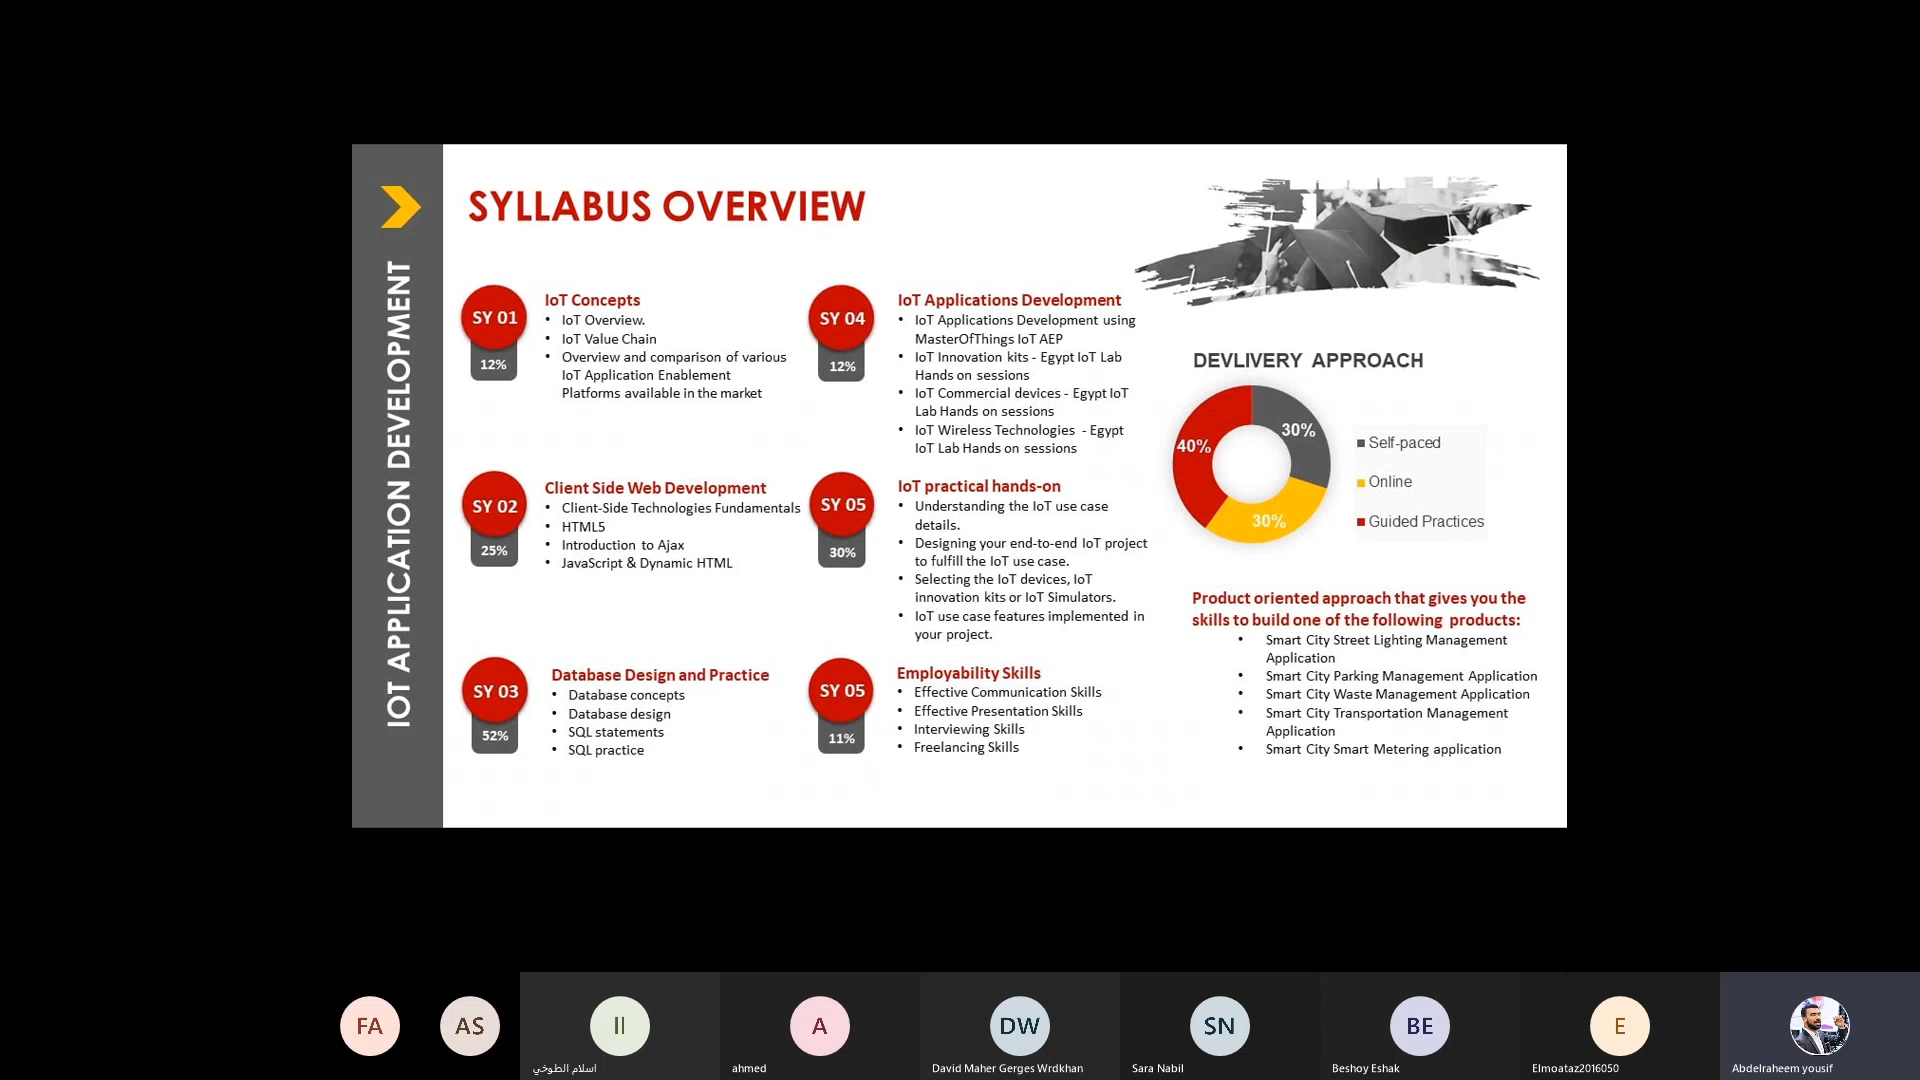 IOT APPLICATION DEVELOPMENT
SYLLABUS OVERVIEW
SY 01
12%
IoT Concepts
• IoT Overview.
• IoT Value Chain
• Overview and comparison of various
IoT Application Enablement
Platforms available in the market
SY 02
25%
Client Side Web Development
• Client-Side Technologies Fundamentals
• HTML5
• Introduction to Ajax
• JavaScript & Dynamic HTML
SY 03
52%
Database Design and Practice
• Database concepts
• Database design
• SQL statements
• SQL practice
SY 04
12%
IoT Applications Development
• IoT Applications Development using
MasterOfThings IoT AEP
• IoT Innovation kits - Egypt IoT Lab
Hands on sessions
• IoT Commercial devices - Egypt IoT
Lab Hands on sessions
• IoT Wireless Technologies - Egypt
IoT Lab Hands on sessions
SY 05
30%
IoT practical hands-on
• Understanding the IoT use case
details.
• Designing your end-to-end IoT project
to fulfill the IoT use case.
• Selecting the IoT devices, IoT
innovation kits or IoT Simulators.
• IoT use case features implemented in
your project.
SY 05
11%
Employability Skills
• Effective Communication Skills
• Effective Presentation Skills
• Interviewing Skills
• Freelancing Skills
DEVLIVERY APPROACH
40%
30%
30%
Self-paced
Online
Guided Practices
Product oriented approach that gives you the
skills to build one of the following products:
• Smart City Street Lighting Management
Application
• Smart City Parking Management Application
• Smart City Waste Management Application
• Smart City Transportation Management
Application
• Smart City Smart Metering application
FA
AS
اا
اسلام الطوخي
A
ahmed
DW
David Maher Gerges Wrdkhan
SN
Sara Nabil
BE
Beshoy Eshak
E
Elmoataz2016050
Abdelraheem yousif